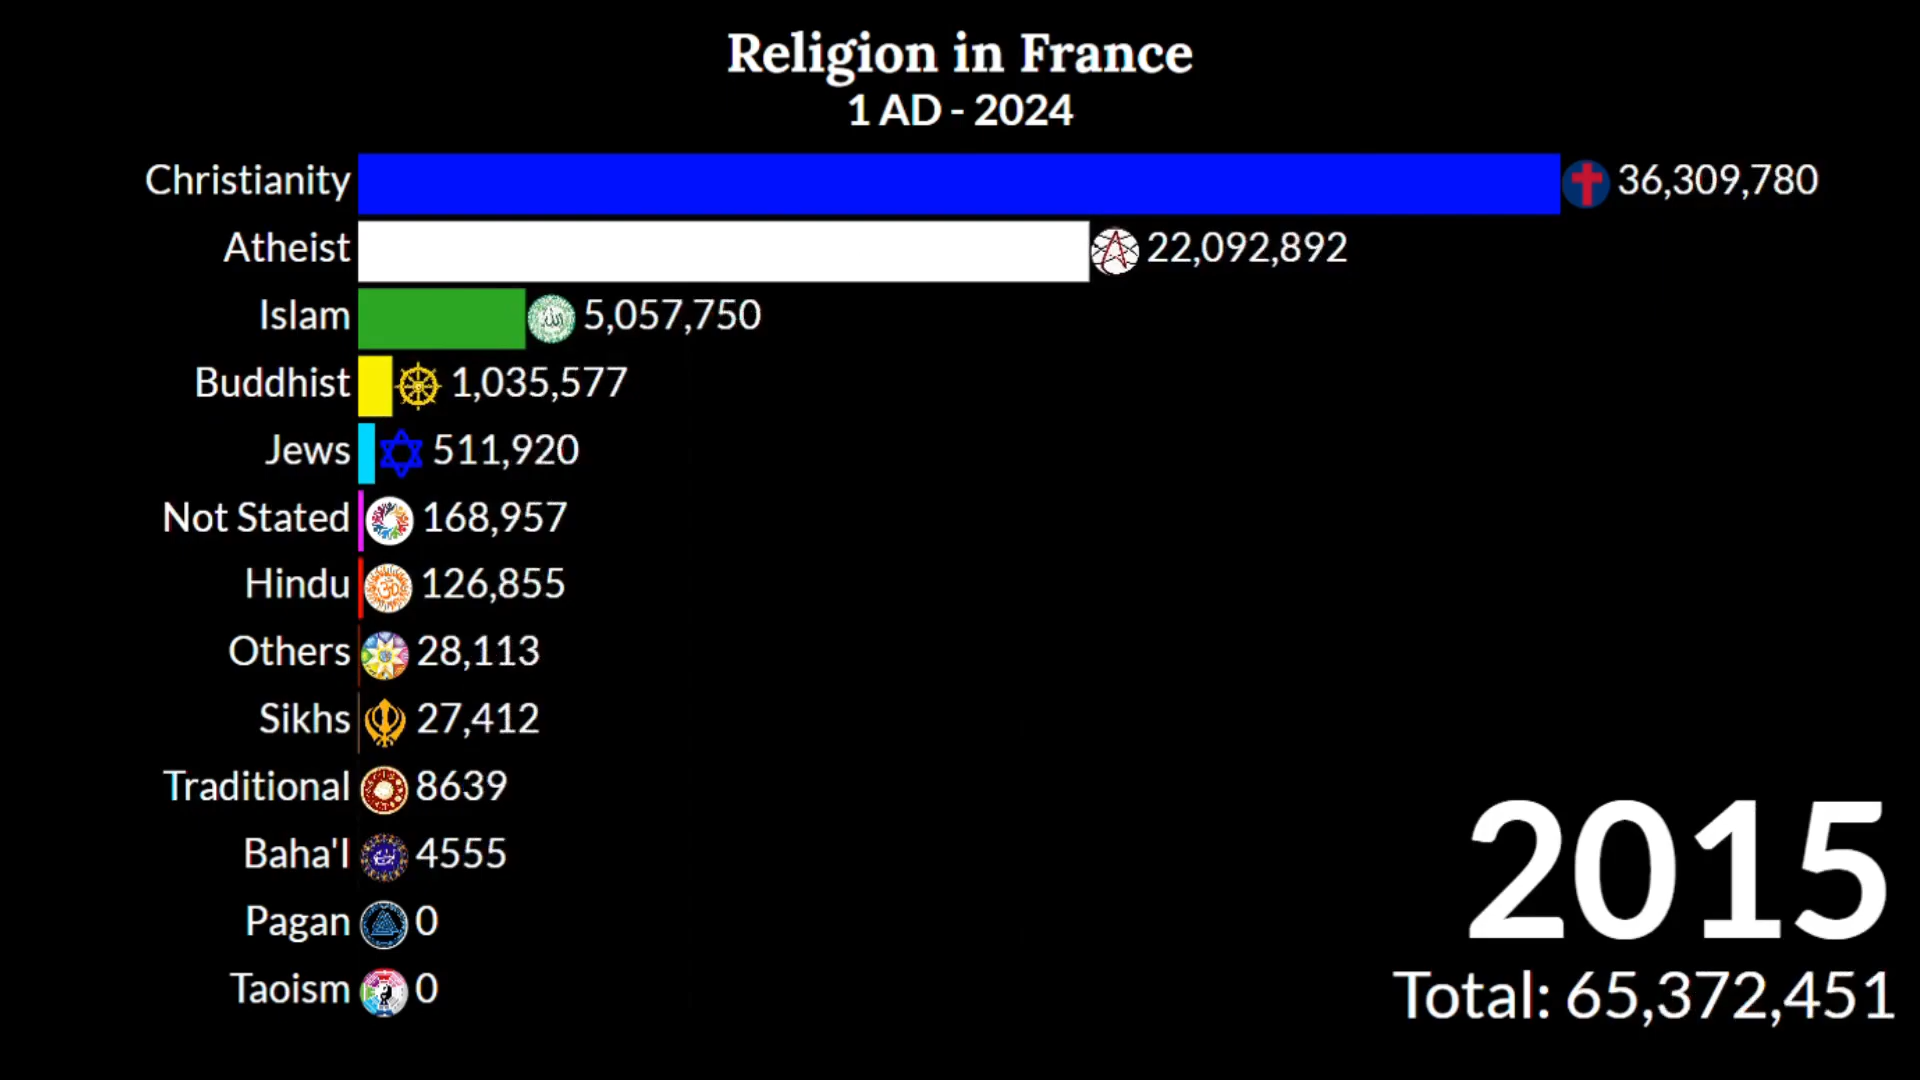 Religion in France
1 AD - 2024
Christianity 36,309,780
Atheist 22,092,892
Islam 5,057,750
Buddhist 1,035,577
Jews 511,920
Not Stated 168,957
Hindu 126,855
Others 28,113
Sikhs 27,412
Traditional 8639
Baha'I 4555
Pagan 0
Taoism 0
2015
Total: 65,372,451